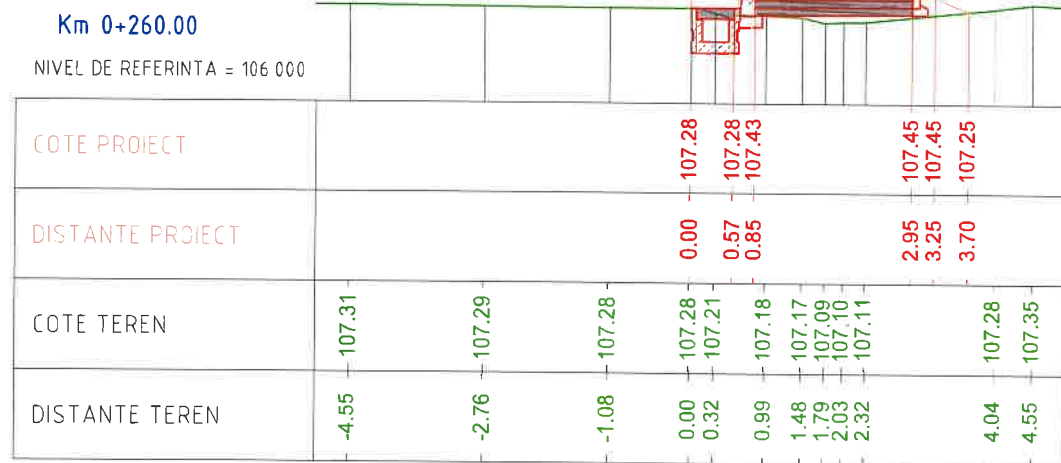 Km 0+260.00
NIVEL DE REFERINTA = 106 000
COTE PROIECT 107.28 107.28 107.43 107.45 107.45 107.25
DISTANTE PROIECT 0.00 0.57 0.85 2.95 3.25 3.70
COTE TEREN 107.31 107.29 107.28 107.28 107.21 107.18 107.17 107.09 107.10 107.11 107.28 107.35
DISTANTE TEREN -4.55 -2.76 -1.08 0.00 0.32 0.99 1.48 1.79 2.03 2.32 4.04 4.55